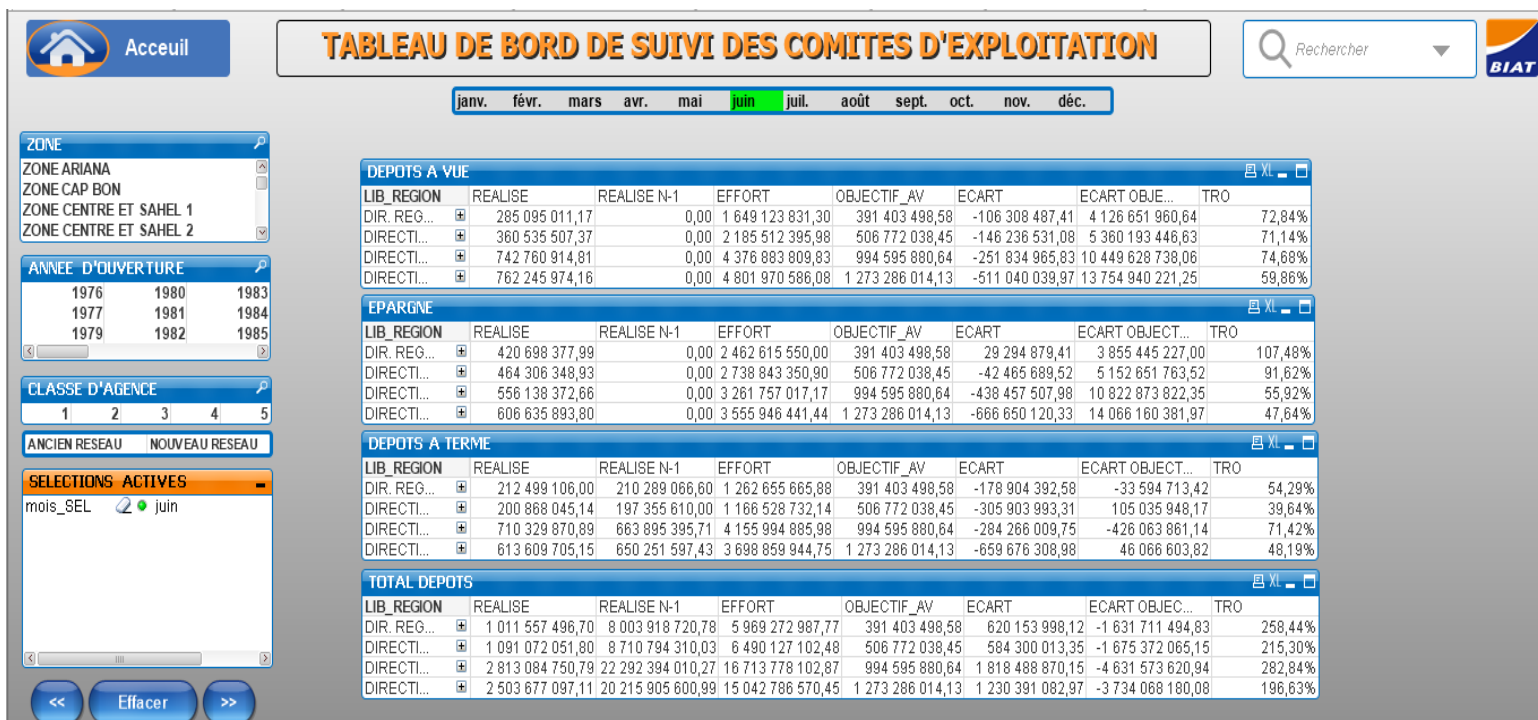 Acceuil
TABLEAU DE BORD DE SUIVI DES COMITES D'EXPLOITATION
Rechercher
BIAT
janv. févr. mars avr. mai juin juil. août sept. oct. nov. déc.
ZONE
ZONE ARIANA
ZONE CAP BON
ZONE CENTRE ET SAHEL 1
ZONE CENTRE ET SAHEL 2
ANNEE D'OUVERTURE
1976 1980 1983
1977 1981 1984
1979 1982 1985
CLASSE D'AGENCE
1 2 3 4 5
ANCIEN RESEAU NOUVEAU RESEAU
SELECTIONS ACTIVES
mois_SEL juin
<< Effacer >>
DEPOTS A VUE XL
LIB_REGION REALISE REALISE N-1 EFFORT OBJECTIF_AV ECART ECART OBJE... TRO
DIR. REG... 285 095 011,17 0,00 1 649 123 831,30 391 403 498,58 -106 308 487,41 4 126 651 960,64 72,84%
DIRECTI... 360 535 507,37 0,00 2 185 512 395,98 506 772 038,45 -146 236 531,08 5 360 193 446,63 71,14%
DIRECTI... 742 760 914,81 0,00 4 376 883 809,83 994 595 880,64 -251 834 965,83 10 449 628 738,06 74,68%
DIRECTI... 762 245 974,16 0,00 4 801 970 586,08 1 273 286 014,13 -511 040 039,97 13 754 940 221,25 59,86%
EPARGNE XL
LIB_REGION REALISE REALISE N-1 EFFORT OBJECTIF_AV ECART ECART OBJECT... TRO
DIR. REG... 420 698 377,99 0,00 2 462 615 550,00 391 403 498,58 29 294 879,41 3 855 445 227,00 107,48%
DIRECTI... 464 306 348,93 0,00 2 738 843 350,90 506 772 038,45 -42 465 689,52 5 152 651 763,52 91,62%
DIRECTI... 556 138 372,66 0,00 3 261 757 017,17 994 595 880,64 -438 457 507,98 10 822 873 822,35 55,92%
DIRECTI... 606 635 893,80 0,00 3 555 946 441,44 1 273 286 014,13 -666 650 120,33 14 066 160 381,97 47,64%
DEPOTS A TERME XL
LIB_REGION REALISE REALISE N-1 EFFORT OBJECTIF_AV ECART ECART OBJECT... TRO
DIR. REG... 212 499 106,00 210 289 066,60 1 262 655 665,88 391 403 498,58 -178 904 392,58 -33 594 713,42 54,29%
DIRECTI... 200 868 045,14 197 355 610,00 1 166 528 732,14 506 772 038,45 -305 903 993,31 105 035 948,17 39,64%
DIRECTI... 710 329 870,89 663 895 395,71 4 155 994 885,98 994 595 880,64 -284 266 009,75 -426 063 861,14 71,42%
DIRECTI... 613 609 705,15 650 251 597,43 3 698 859 944,75 1 273 286 014,13 -659 676 308,98 46 066 603,82 48,19%
TOTAL DEPOTS XL
LIB_REGION REALISE REALISE N-1 EFFORT OBJECTIF_AV ECART ECART OBJEC... TRO
DIR. REG... 1 011 557 496,70 8 003 918 720,78 5 969 272 987,77 391 403 498,58 620 153 998,12 -1 631 711 494,83 258,44%
DIRECTI... 1 091 072 051,80 8 710 794 310,03 6 490 127 102,48 506 772 038,45 584 300 013,35 -1 675 372 065,15 215,30%
DIRECTI... 2 813 084 750,79 22 292 394 010,27 16 713 778 102,87 994 595 880,64 1 818 488 870,15 -4 631 573 620,94 282,84%
DIRECTI... 2 503 677 097,11 20 215 905 600,99 15 042 786 570,45 1 273 286 014,13 1 230 391 082,97 -3 734 068 180,08 196,63%